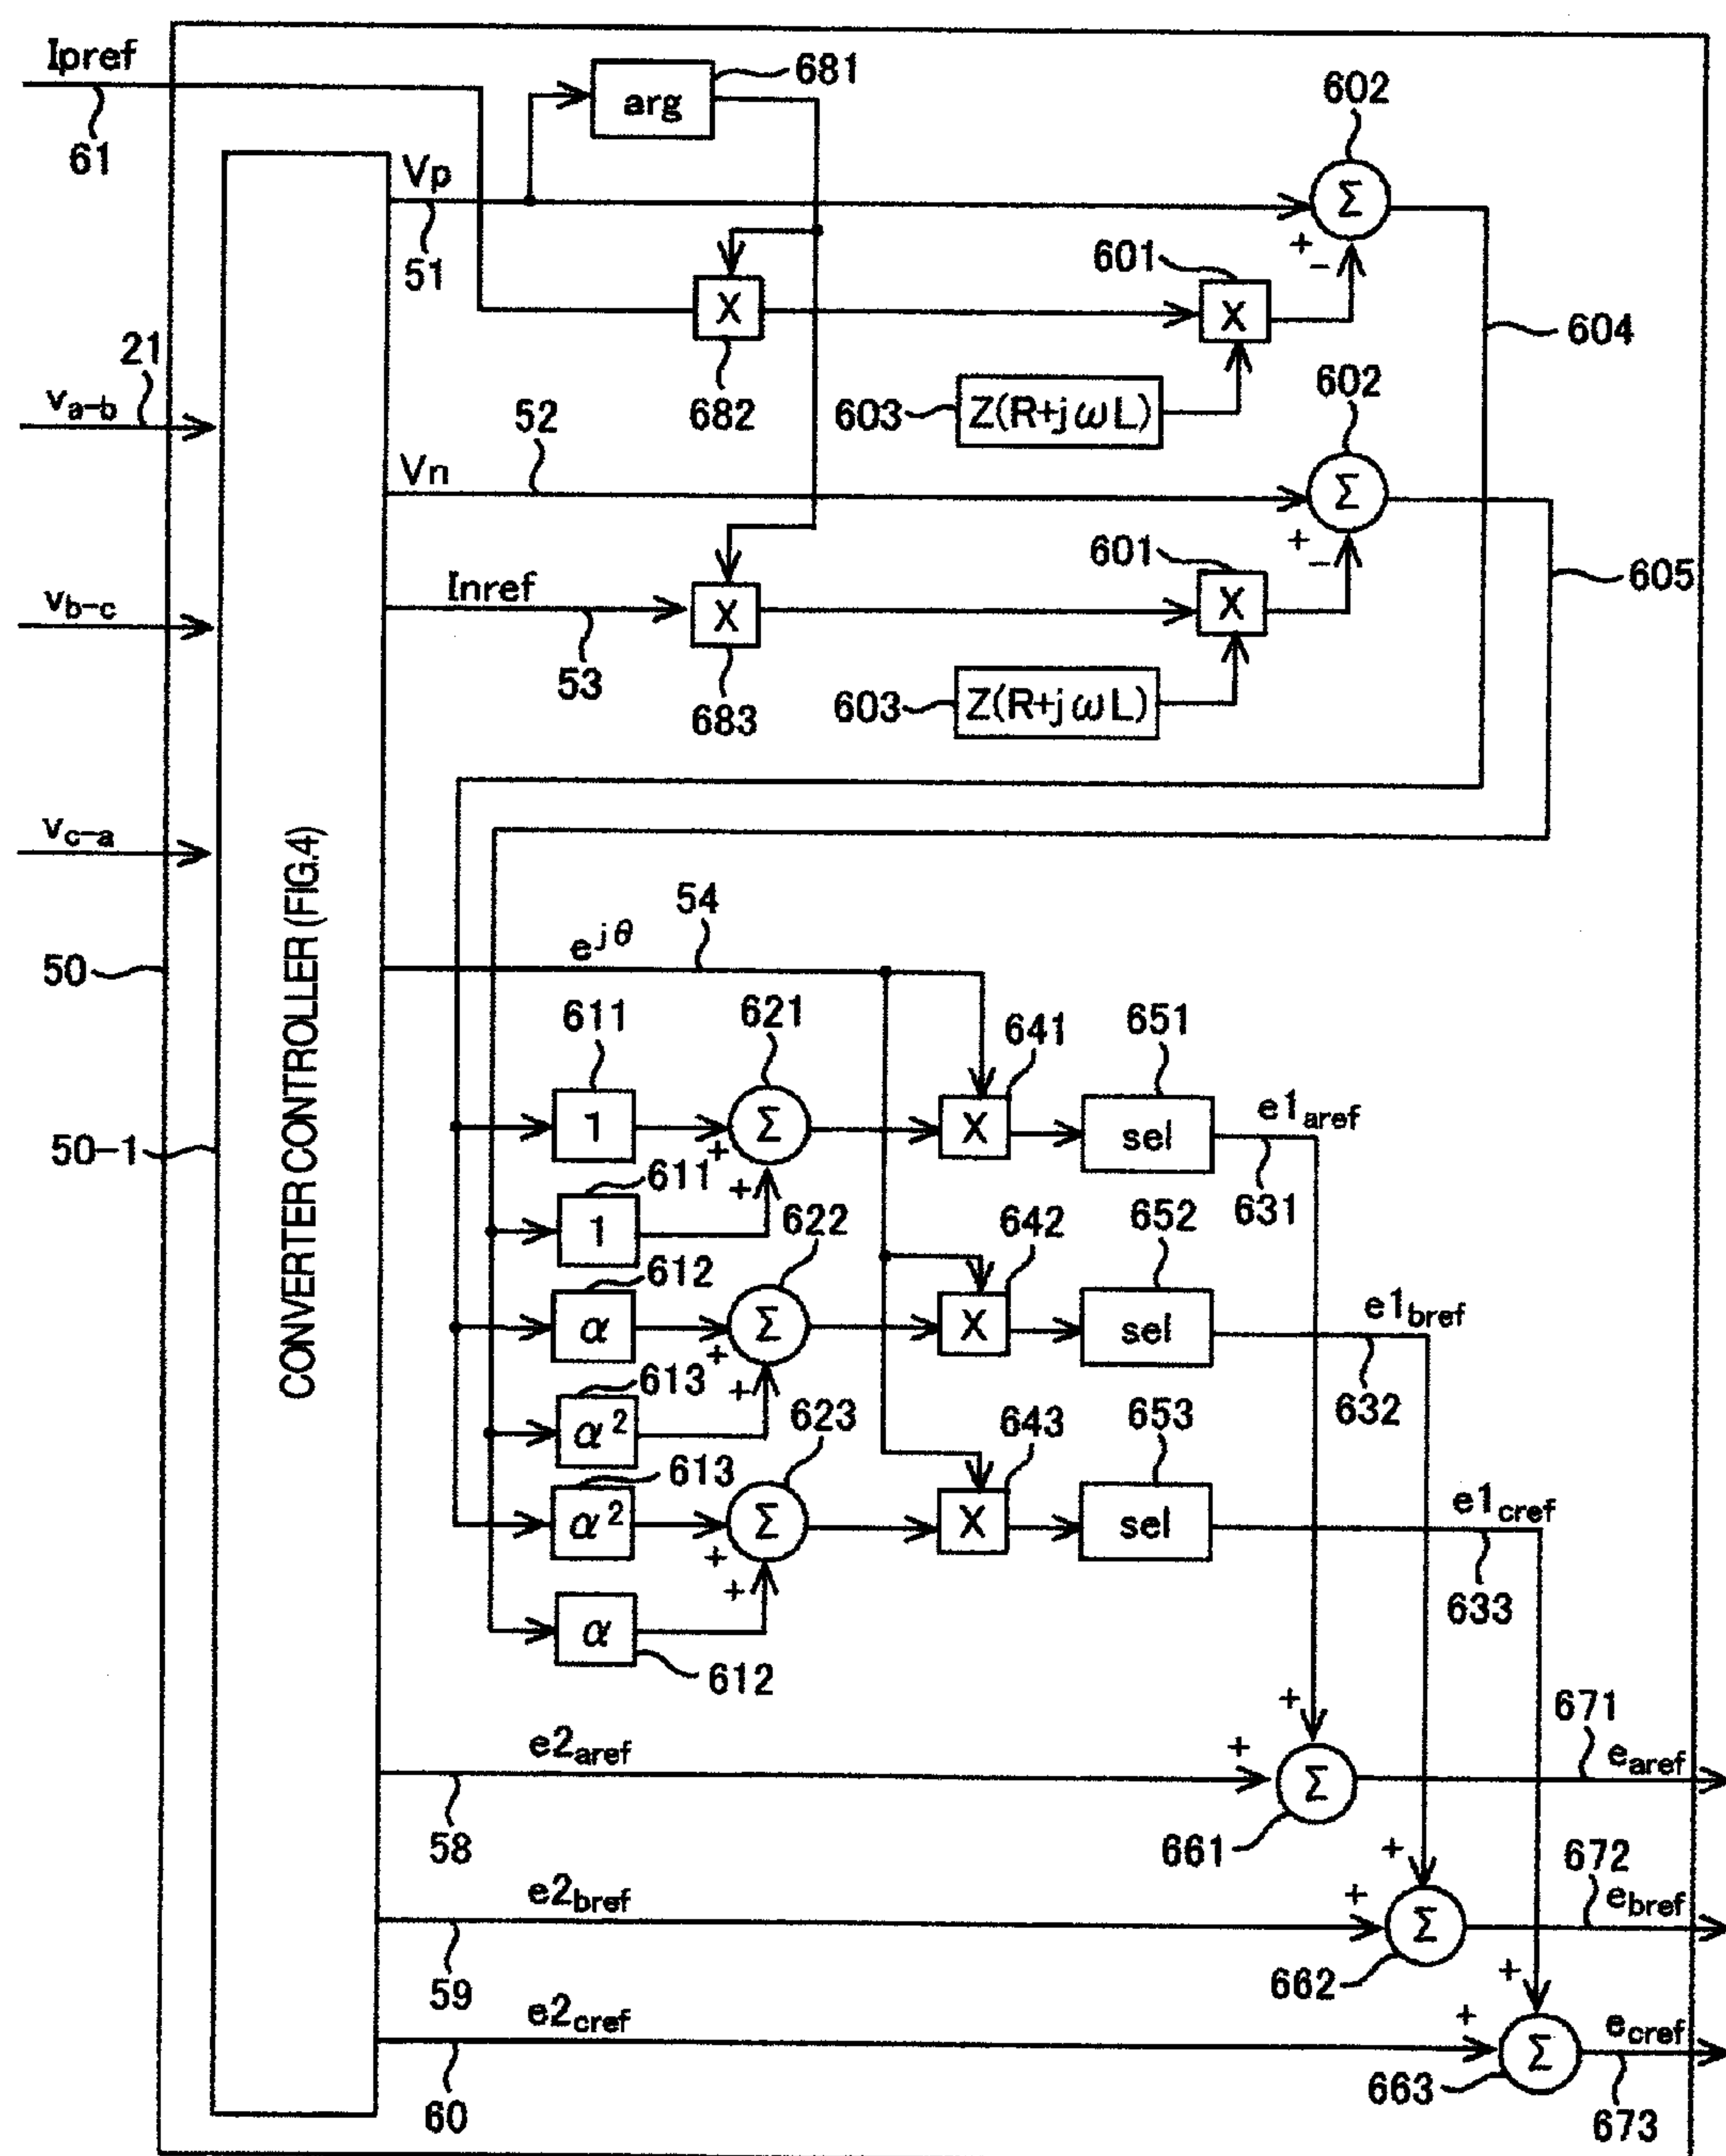 Ipref
61
arg
681
602
Vp
51
Σ
+
−
601
X
682
X
604
21
va-b
603
Z(R+jωL)
602
52
Vn
Σ
+
−
601
605
vb-c
Inref
53
X
683
X
603
Z(R+jωL)
vc-a
CONVERTER CONTROLLER (FIG.4)
50
50-1
54
e^jθ
611
621
641
651
1
Σ
+
+
X
sel
e1aref
631
611
1
622
642
652
612
α
Σ
+
+
X
sel
e1bref
632
613
α²
623
643
653
613
α²
Σ
+
+
X
sel
e1cref
633
α
612
+
671
e2aref
+
Σ
earef
58
661
+
672
e2bref
+
Σ
ebref
59
662
+
e2cref
+
Σ
ecref
60
663
673